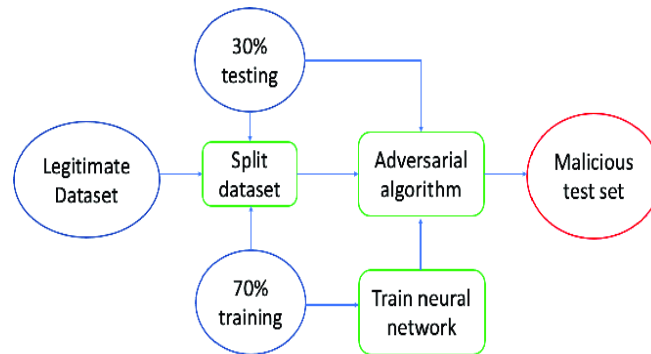 30%
testing
Legitimate
Dataset
Split
dataset
Adversarial
algorithm
Malicious
test set
70%
training
Train neural
network